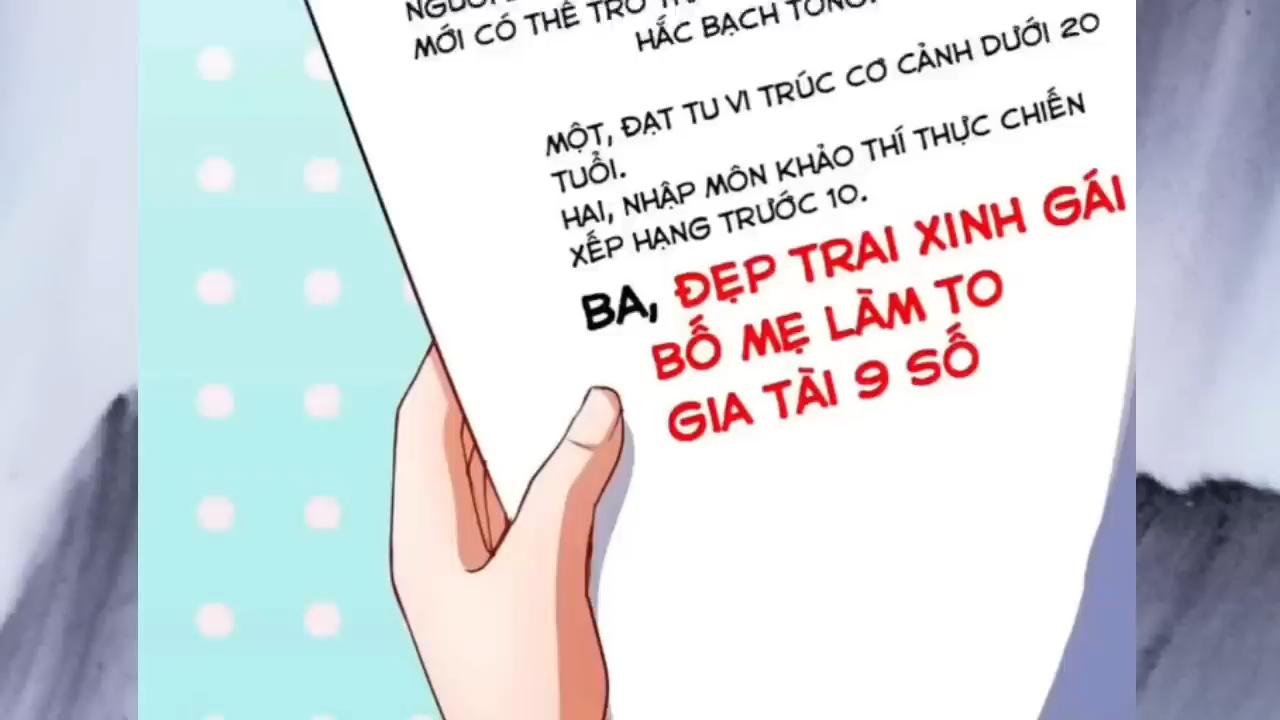 MỚI CÓ THỂ TRỞ
HẮC BẠCH TÔNG.
MỘT, ĐẠT TU VI TRÚC CƠ CẢNH DƯỚI 20
TUỔI.
HAI, NHẬP MÔN KHẢO THÍ THỰC CHIẾN
XẾP HẠNG TRƯỚC 10.
BA, ĐẸP TRAI XINH GÁI
BỐ MẸ LÀM TO
GIA TÀI 9 SỐ